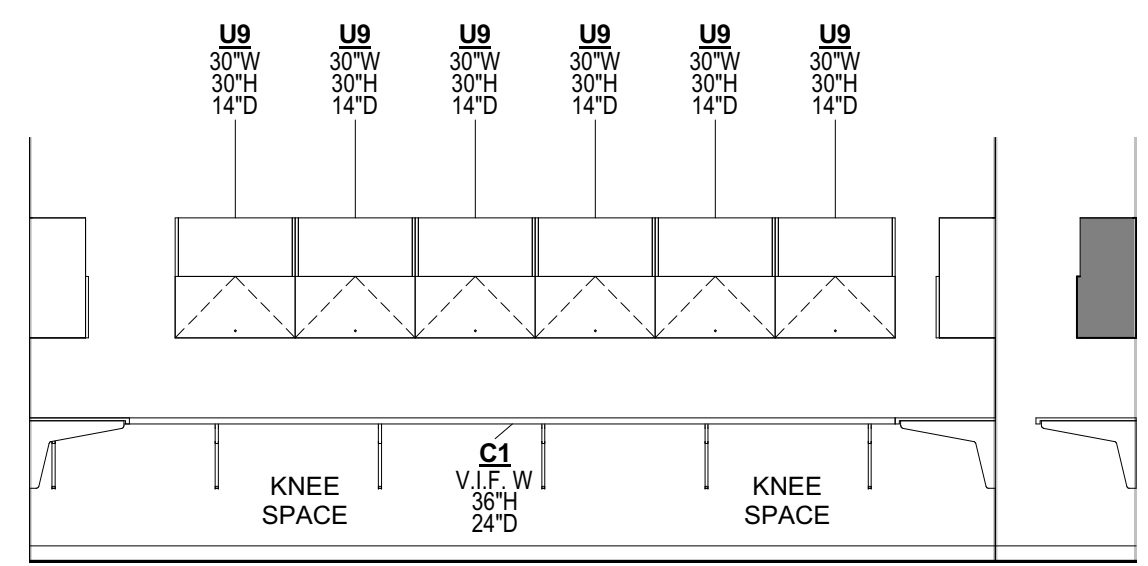 U9
30"W
30"H
14"D
U9
30"W
30"H
14"D
U9
30"W
30"H
14"D
U9
30"W
30"H
14"D
U9
30"W
30"H
14"D
U9
30"W
30"H
14"D
KNEE
SPACE
C1
V.I.F. W
36"H
24"D
KNEE
SPACE